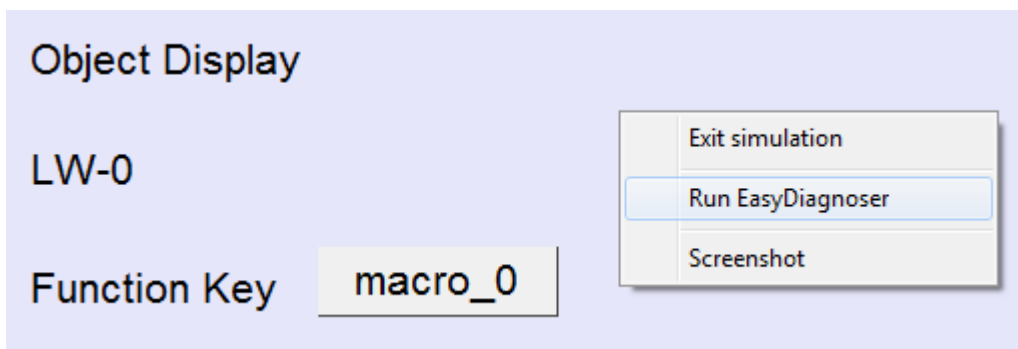 Object Display
LW-0
Function Key
macro_0
Exit simulation
Run EasyDiagnoser
Screenshot